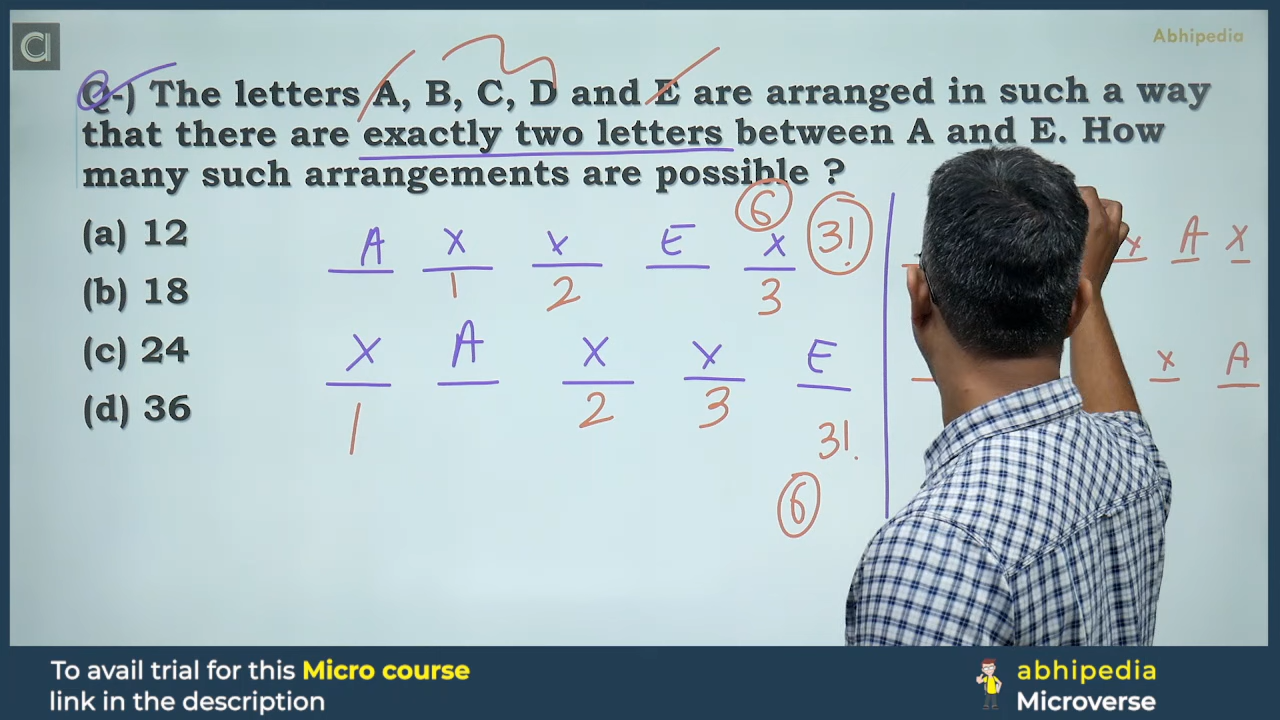 Abhipedia
Q-) The letters A, B, C, D and E are arranged in such a way
that there are exactly two letters between A and E. How
many such arrangements are possible ?
(a) 12
(b) 18
(c) 24
(d) 36
A x x E x 6 3!
1 2 3
X A X X E
1 2 3
3!
6
x A X
x A
To avail trial for this Micro course
link in the description
abhipedia
Microverse